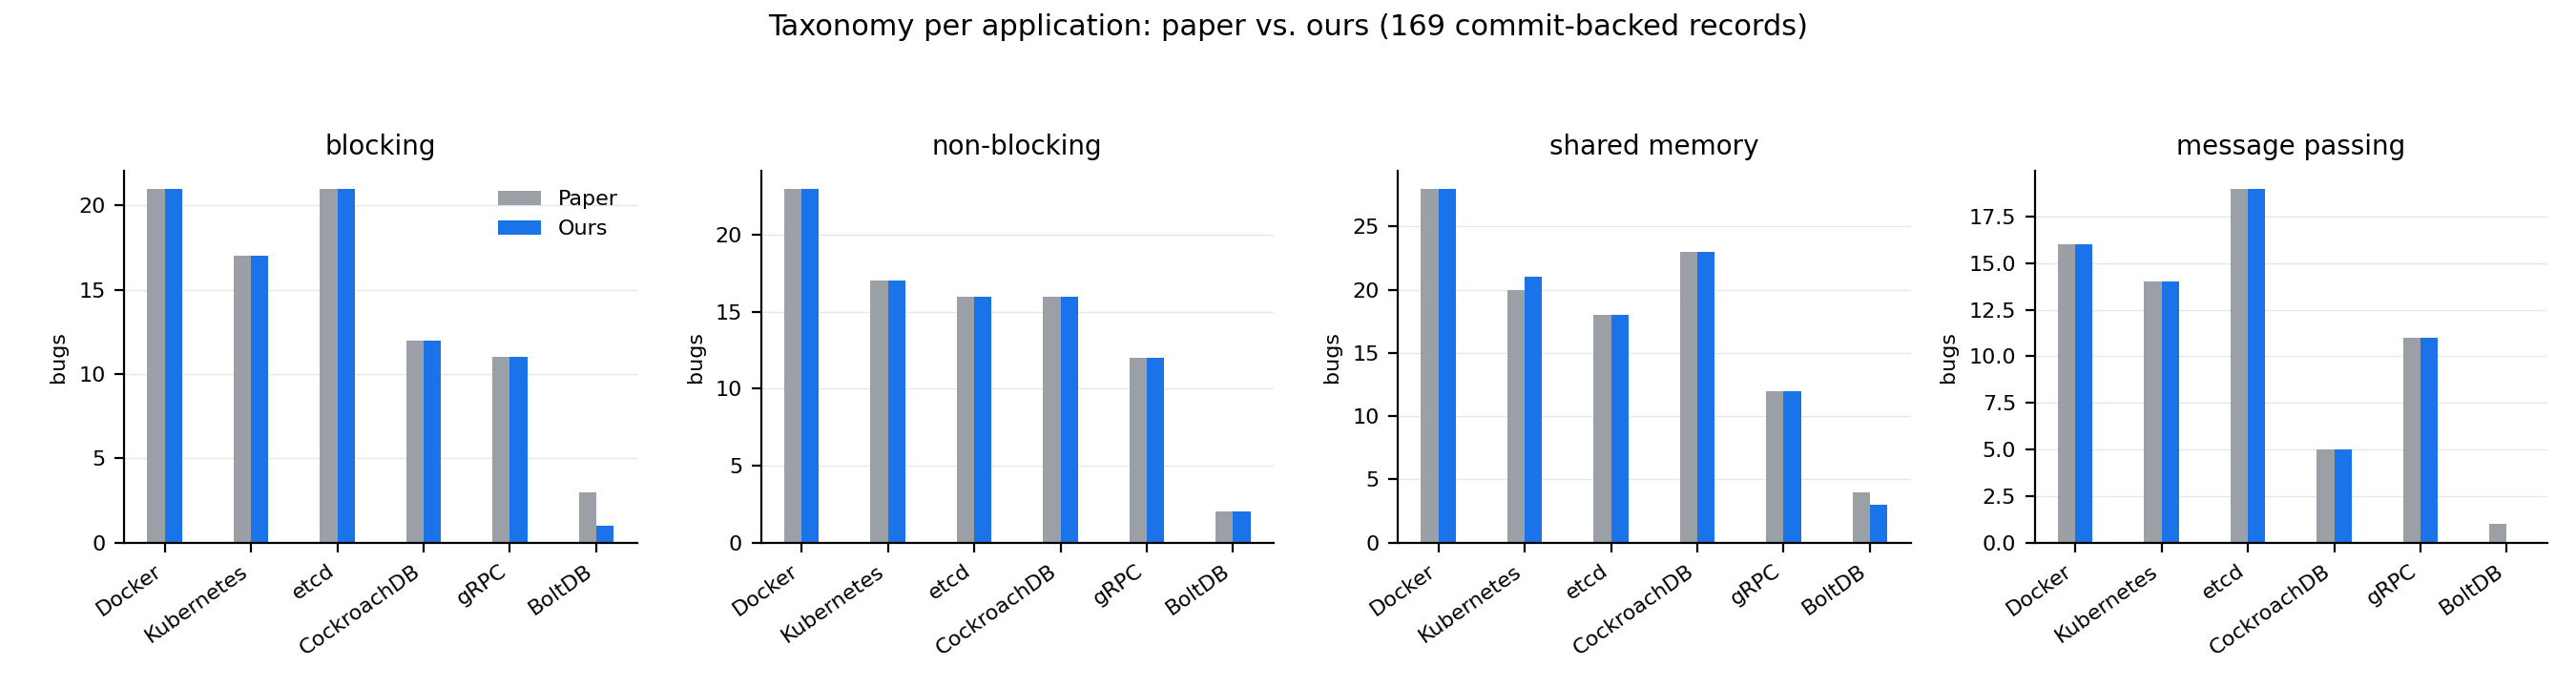 Taxonomy per application: paper vs. ours (169 commit-backed records)
blocking
bugs
20
15
10
5
0
Paper
Ours
Docker
Kubernetes
etcd
CockroachDB
gRPC
BoltDB
non-blocking
bugs
20
15
10
5
0
Docker
Kubernetes
etcd
CockroachDB
gRPC
BoltDB
shared memory
bugs
25
20
15
10
5
0
Docker
Kubernetes
etcd
CockroachDB
gRPC
BoltDB
message passing
bugs
17.5
15.0
12.5
10.0
7.5
5.0
2.5
0.0
Docker
Kubernetes
etcd
CockroachDB
gRPC
BoltDB